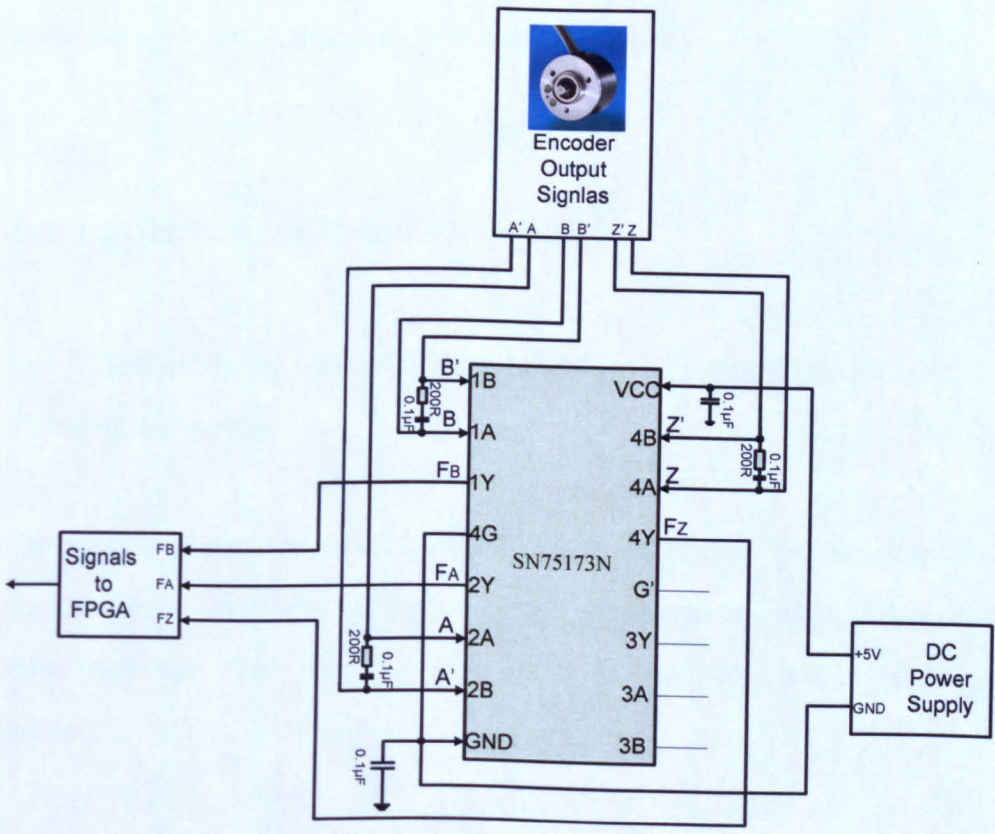 Encoder
Output
Signlas
A' A B B' Z' Z
B'
1B
200R
0.1µF
B
1A
FB
1Y
4G
FA
2Y
A
2A
200R
0.1µF
A'
2B
GND
0.1µF
SN75173N
VCC
0.1µF
Z'
4B
0.1µF
200R
Z
4A
4Y
FZ
G'
3Y
3A
3B
Signals
to
FPGA
FB
FA
FZ
+5V
GND
DC
Power
Supply